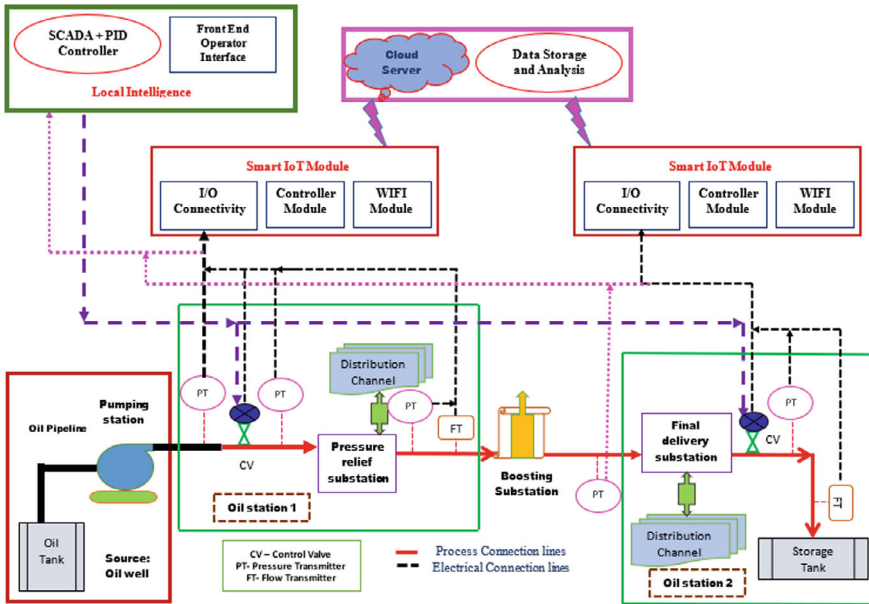 SCADA + PID
Controller
Front End
Operator
Interface
Local Intelligence
Cloud
Server
Data Storage
and Analysis
Smart IoT Module
I/O
Connectivity
Controller
Module
WIFI
Module
Smart IoT Module
I/O
Connectivity
Controller
Module
WIFI
Module
Distribution
Channel
PT
PT
PT
FT
PT
Pumping
station
Oil Pipeline
CV
Pressure
relief
substation
Boosting
Substation
Final
delivery
substation
CV
PT
FT
Oil
Tank
Source:
Oil well
Oil station 1
CV – Control Valve
PT- Pressure Transmitter
FT- Flow Transmitter
Process Connection lines
Electrical Connection lines
Distribution
Channel
Oil station 2
Storage
Tank